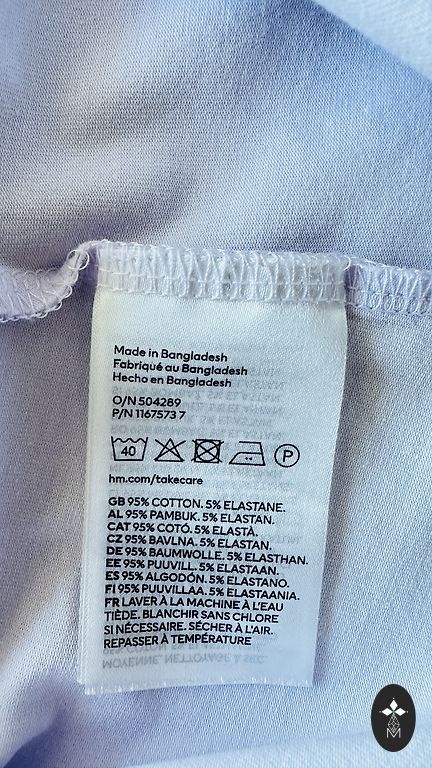 Made in Bangladesh
Fabriqué au Bangladesh
Hecho en Bangladesh
O/N 504289
P/N 1167573 7
40 P
hm.com/takecare
GB 95% COTTON. 5% ELASTANE.
AL 95% PAMBUK. 5% ELASTAN.
CAT 95% COTÓ. 5% ELASTÀ.
CZ 95% BAVLNA. 5% ELASTAN.
DE 95% BAUMWOLLE. 5% ELASTHAN.
EE 95% PUUVILL. 5% ELASTAAN.
ES 95% ALGODÓN. 5% ELASTANO.
FI 95% PUUVILLAA. 5% ELASTAANIA.
FR LAVER À LA MACHINE À L'EAU
TIÈDE. BLANCHIR SANS CHLORE
SI NÉCESSAIRE. SÉCHER À L'AIR.
REPASSER À TEMPÉRATURE
MOYENNE. NETTOYAGE À SEC.